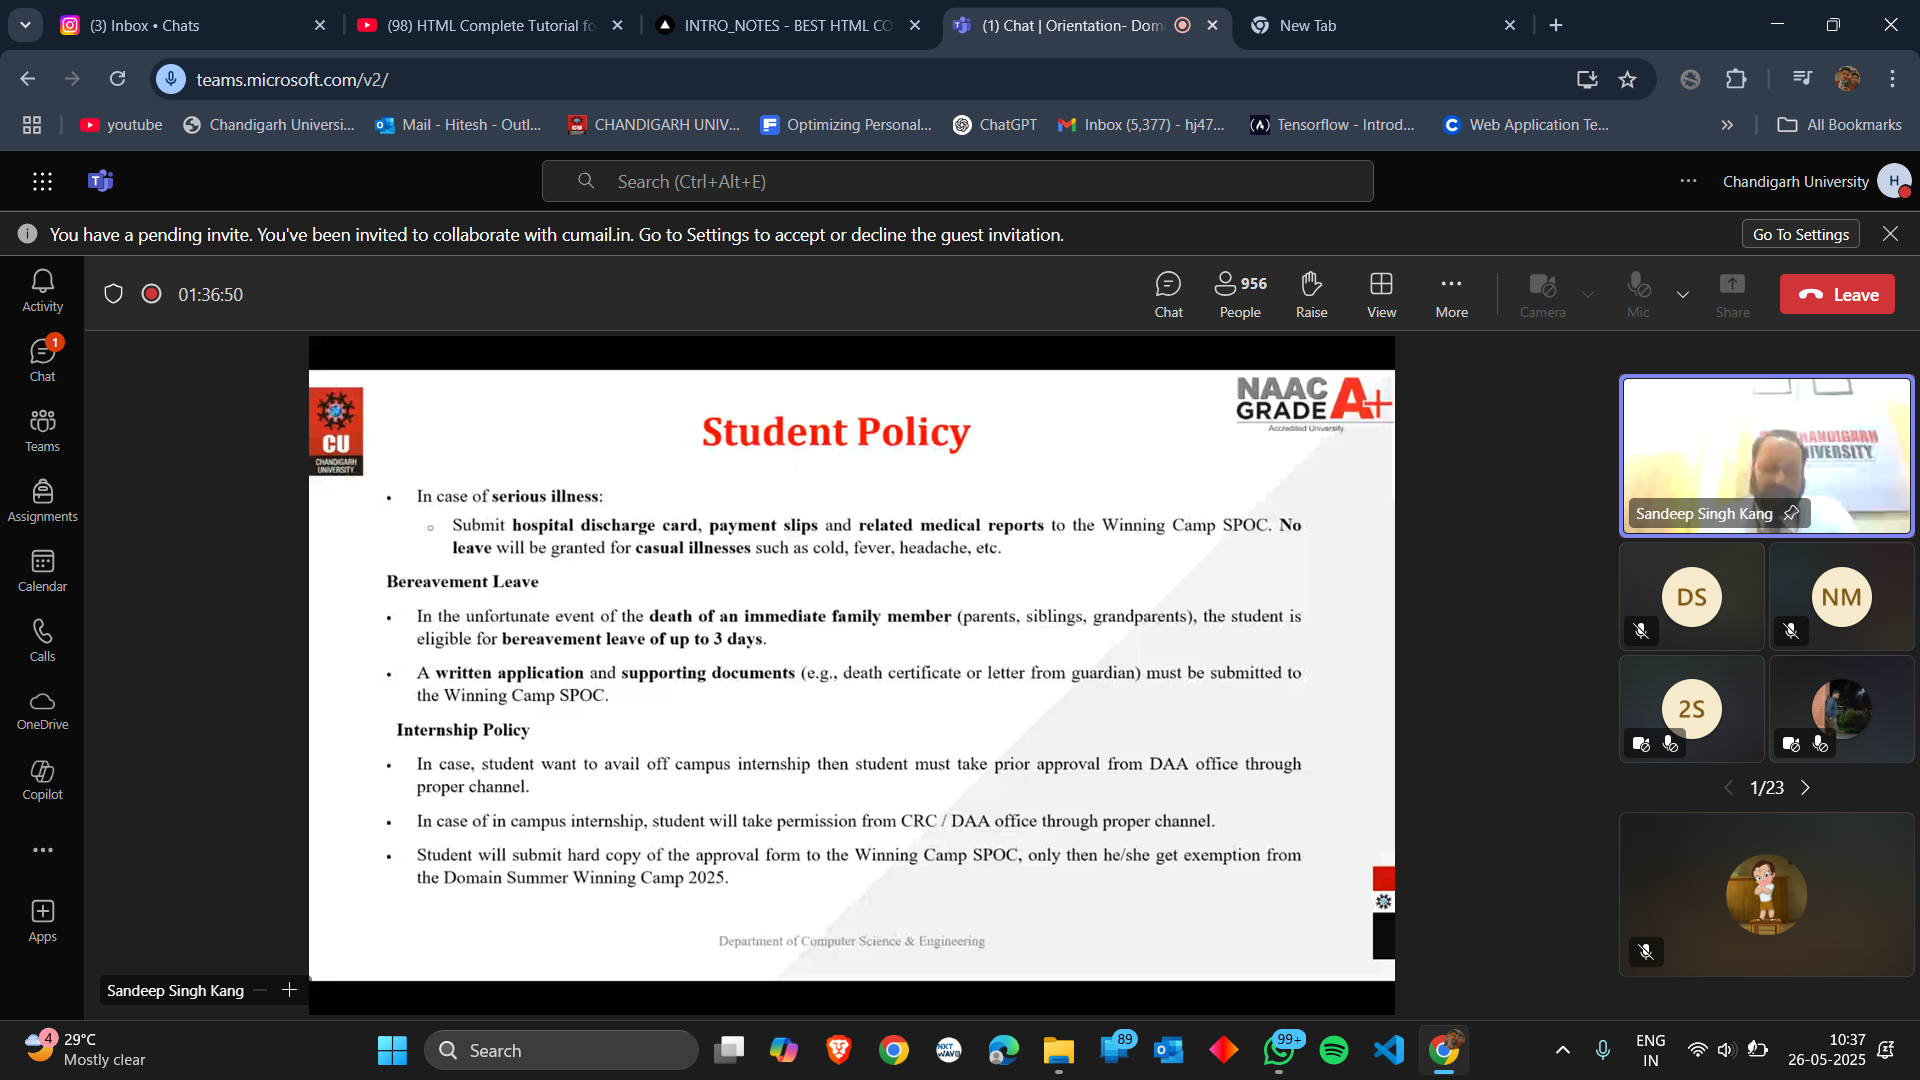 (3) Inbox • Chats
(98) HTML Complete Tutorial fo
INTRO_NOTES - BEST HTML CO
(1) Chat | Orientation- Dom
New Tab
teams.microsoft.com/v2/
youtube
Chandigarh Universi...
Mail - Hitesh - Outl...
CHANDIGARH UNIV...
Optimizing Personal...
ChatGPT
Inbox (5,377) - hj47...
Tensorflow - Introd...
Web Application Te...
All Bookmarks
Search (Ctrl+Alt+E)
Chandigarh University
H
You have a pending invite. You've been invited to collaborate with cumail.in. Go to Settings to accept or decline the guest invitation.
Go To Settings
Activity
Chat
1
Teams
Assignments
Calendar
Calls
OneDrive
Copilot
Apps
01:36:50
Chat
956
People
Raise
View
More
Camera
Mic
Share
Leave
CU
CHANDIGARH
UNIVERSITY
NAAC
GRADE A+
Accredited University
Student Policy
• In case of serious illness:
○ Submit hospital discharge card, payment slips and related medical reports to the Winning Camp SPOC. No
leave will be granted for casual illnesses such as cold, fever, headache, etc.
Bereavement Leave
• In the unfortunate event of the death of an immediate family member (parents, siblings, grandparents), the student is
eligible for bereavement leave of up to 3 days.
• A written application and supporting documents (e.g., death certificate or letter from guardian) must be submitted to
the Winning Camp SPOC.
Internship Policy
• In case, student want to avail off campus internship then student must take prior approval from DAA office through
proper channel.
• In case of in campus internship, student will take permission from CRC / DAA office through proper channel.
• Student will submit hard copy of the approval form to the Winning Camp SPOC, only then he/she get exemption from
the Domain Summer Winning Camp 2025.
Department of Computer Science & Engineering
Sandeep Singh Kang
Sandeep Singh Kang
DS
NM
2S
1/23
4
29°C
Mostly clear
Search
NXT
WAVE
89
99+
ENG
IN
10:37
26-05-2025